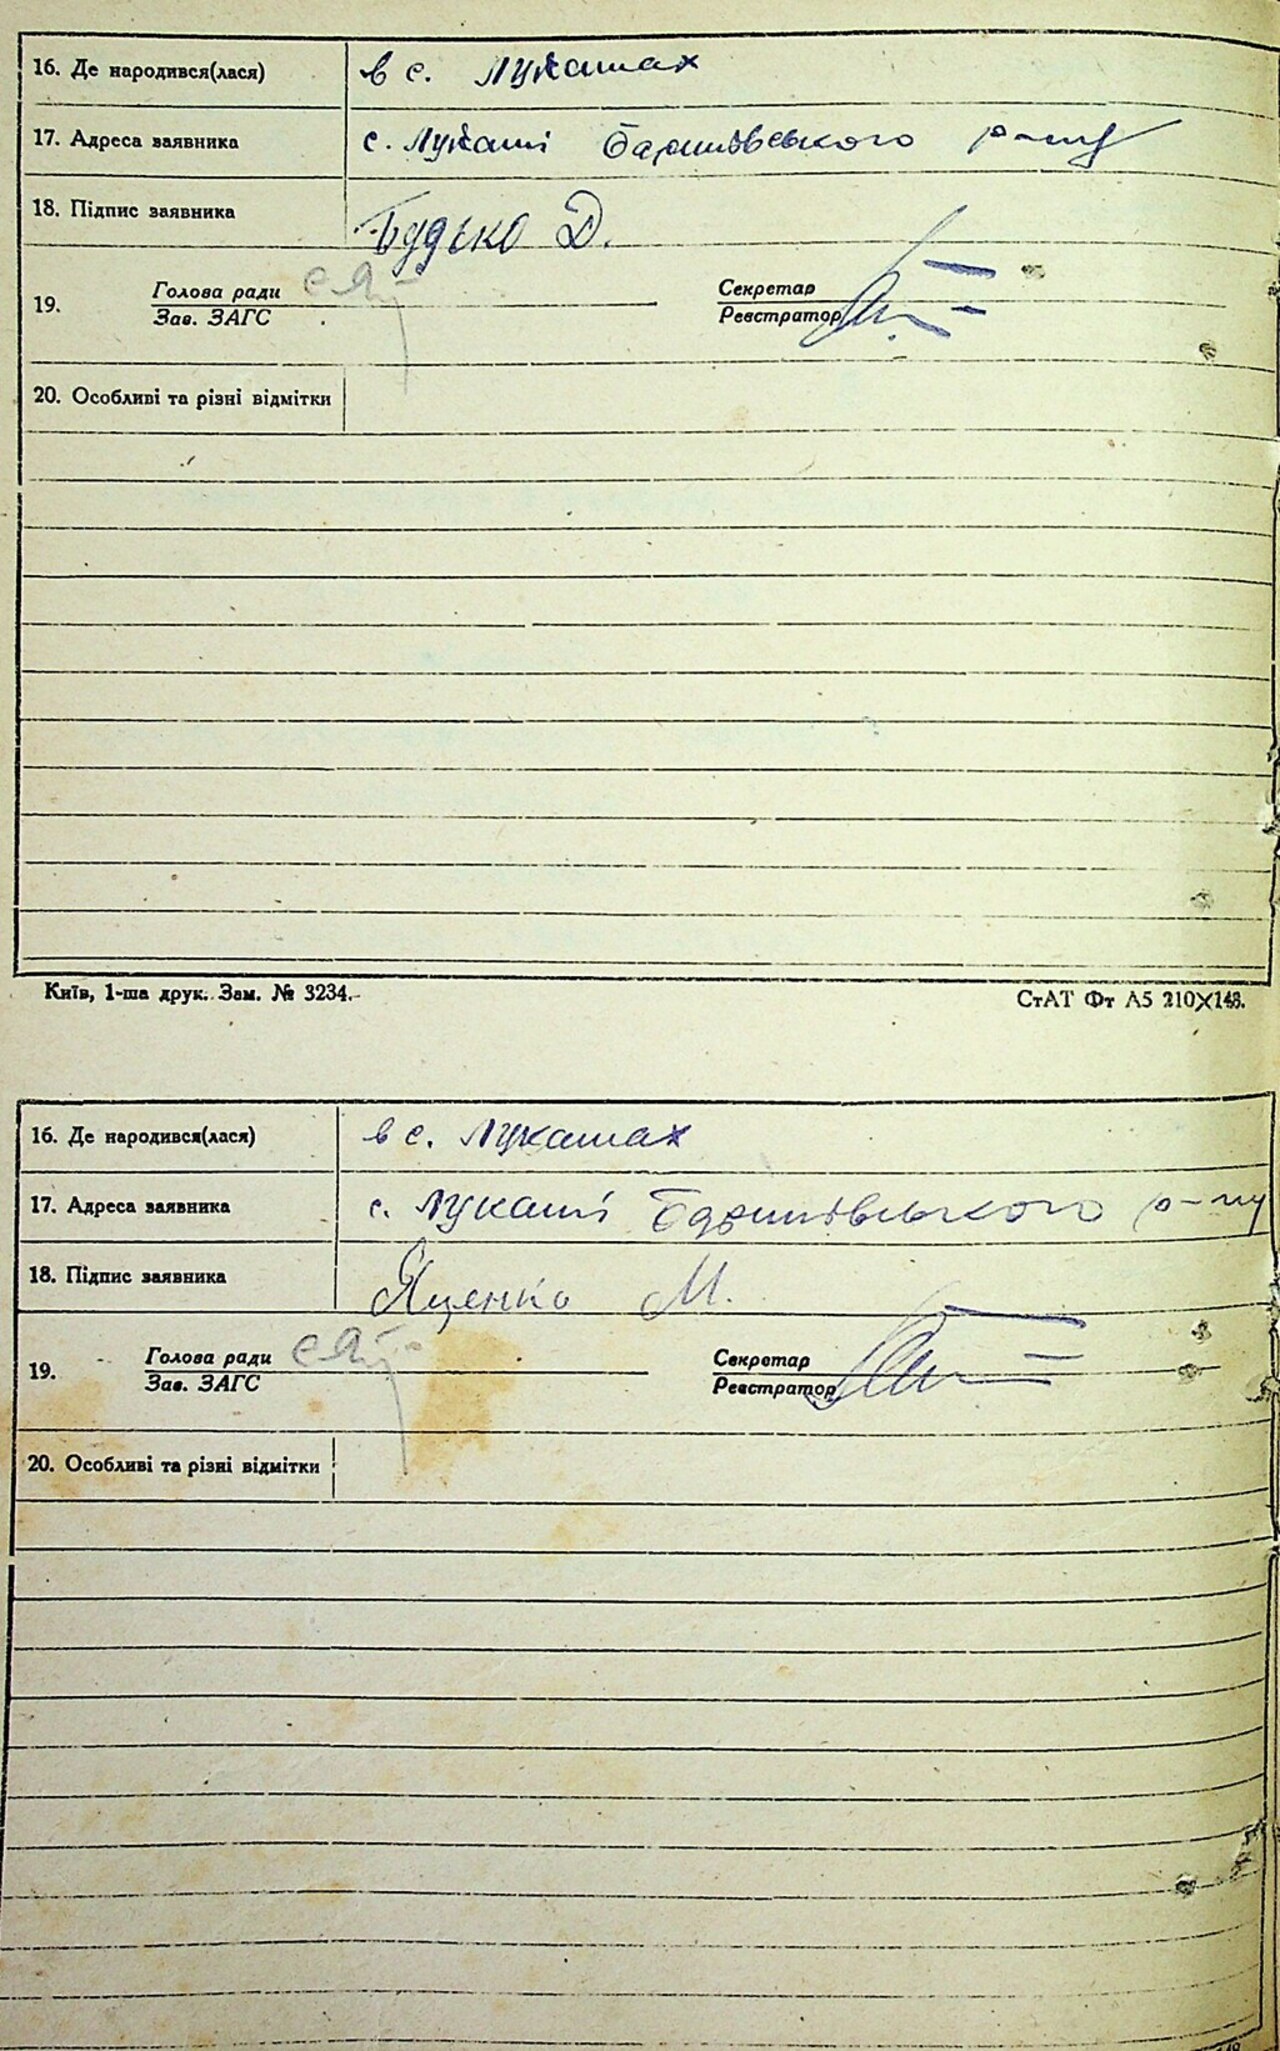 16. Де народився(лася) в с. Лукашах
17. Адреса заявника с. Лукаші Баришівського р-ну
18. Підпис заявника Будько Д.
Голова ради Секретар
19. Зав. ЗАГС Реєстратор
20. Особливі та різні відмітки
Київ, 1-ша друк. Зам. № 3234. СтАТ Фт А5 210×148.
16. Де народився(лася) в с. Лукашах
17. Адреса заявника с. Лукаші Баришівського р-ну
18. Підпис заявника Яценко М.
Голова ради Секретар
19. Зав. ЗАГС Реєстратор
20. Особливі та різні відмітки